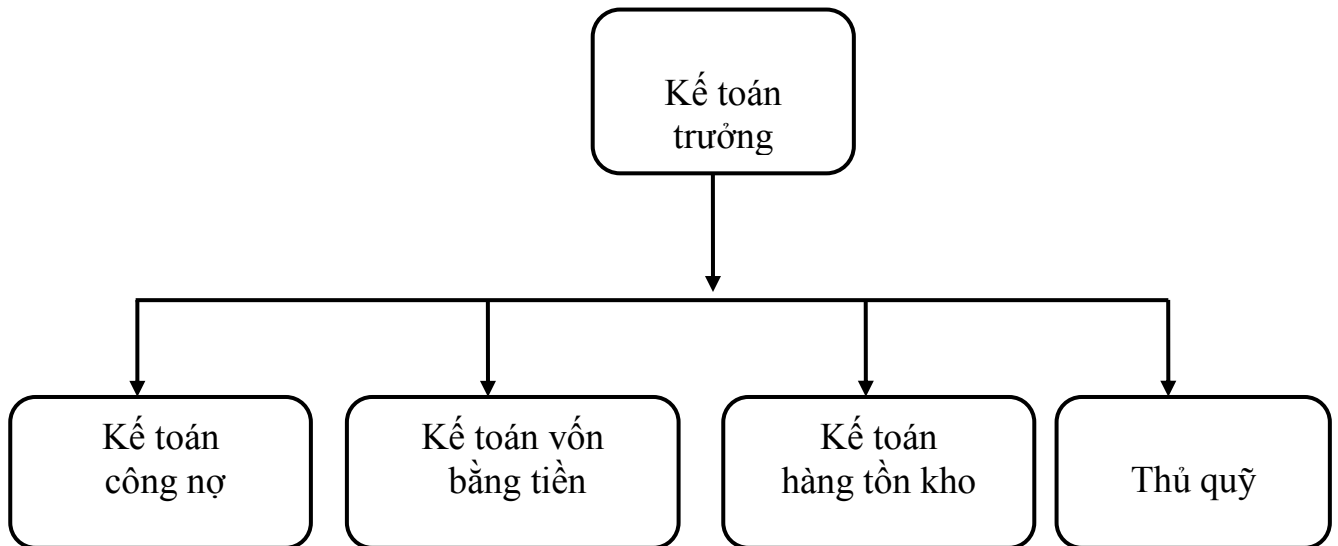 Kế toán
trưởng
Kế toán
công nợ
Kế toán vốn
bằng tiền
Kế toán
hàng tồn kho
Thủ quỹ